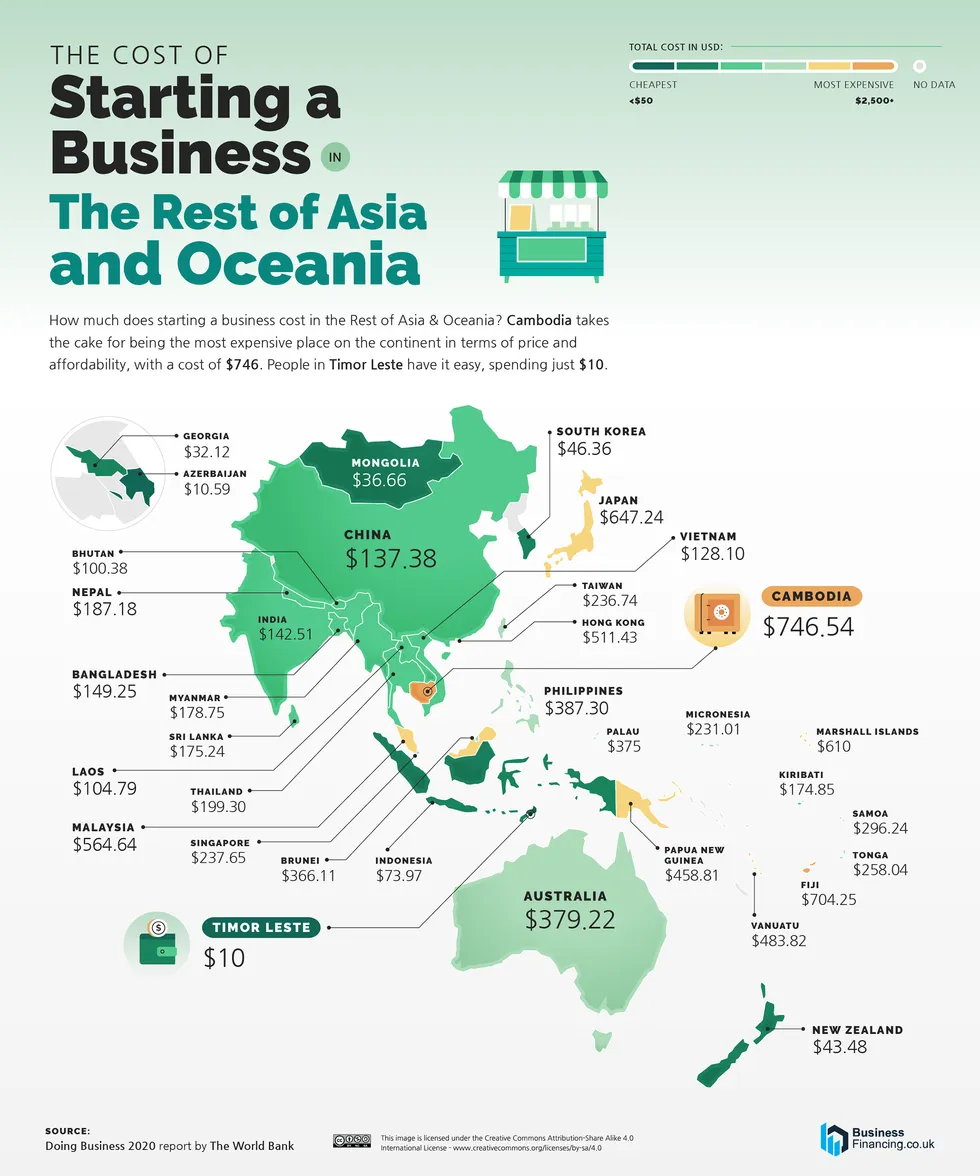 THE COST OF
Starting a
Business IN
The Rest of Asia
and Oceania
TOTAL COST IN USD:
CHEAPEST
<$50
MOST EXPENSIVE
$2,500+
NO DATA
How much does starting a business cost in the Rest of Asia & Oceania? Cambodia takes
the cake for being the most expensive place on the continent in terms of price and
affordability, with a cost of $746. People in Timor Leste have it easy, spending just $10.
GEORGIA
$32.12
AZERBAIJAN
$10.59
MONGOLIA
$36.66
SOUTH KOREA
$46.36
JAPAN
$647.24
CHINA
$137.38
VIETNAM
$128.10
BHUTAN
$100.38
NEPAL
$187.18
INDIA
$142.51
TAIWAN
$236.74
HONG KONG
$511.43
CAMBODIA
$746.54
BANGLADESH
$149.25
MYANMAR
$178.75
SRI LANKA
$175.24
PHILIPPINES
$387.30
PALAU
$375
MICRONESIA
$231.01
MARSHALL ISLANDS
$610
LAOS
$104.79
THAILAND
$199.30
KIRIBATI
$174.85
MALAYSIA
$564.64
SINGAPORE
$237.65
BRUNEI
$366.11
INDONESIA
$73.97
PAPUA NEW
GUINEA
$458.81
SAMOA
$296.24
TONGA
$258.04
FIJI
$704.25
VANUATU
$483.82
AUSTRALIA
$379.22
$
TIMOR LESTE
$10
NEW ZEALAND
$43.48
SOURCE:
Doing Business 2020 report by The World Bank
This image is licensed under the Creative Commons Attribution-Share Alike 4.0
International License - www.creativecommons.org/licenses/by-sa/4.0
Business
Financing.co.uk